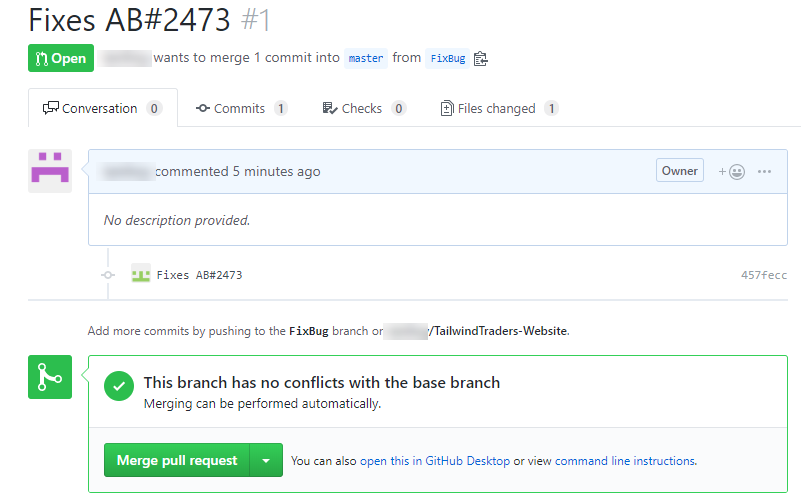 Fixes AB#2473 #1
Open wants to merge 1 commit into master from FixBug
Conversation 0 Commits 1 Checks 0 Files changed 1
commented 5 minutes ago Owner
No description provided.
Fixes AB#2473 457fecc
Add more commits by pushing to the FixBug branch on /TailwindTraders-Website.
This branch has no conflicts with the base branch
Merging can be performed automatically.
Merge pull request You can also open this in GitHub Desktop or view command line instructions.